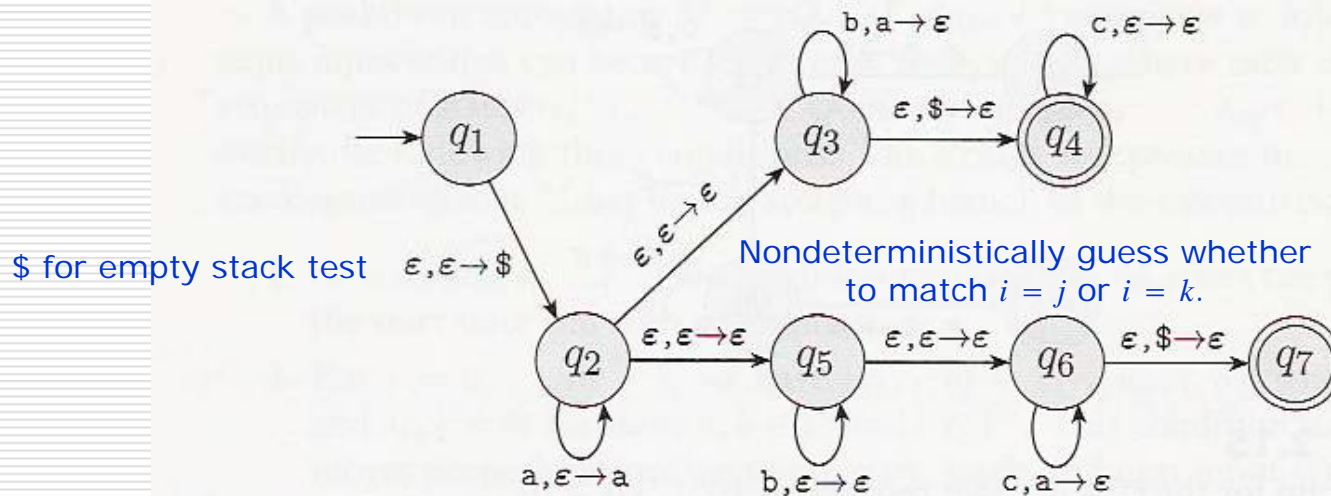 b,a→ε
c,ε→ε
q1
q3
ε,$→ε
q4
$ for empty stack test
ε,ε→$
ε,ε→ε
Nondeterministically guess whether
to match i = j or i = k.
q2
ε,ε→ε
q5
ε,ε→ε
q6
ε,$→ε
q7
a,ε→a
b,ε→ε
c,a→ε